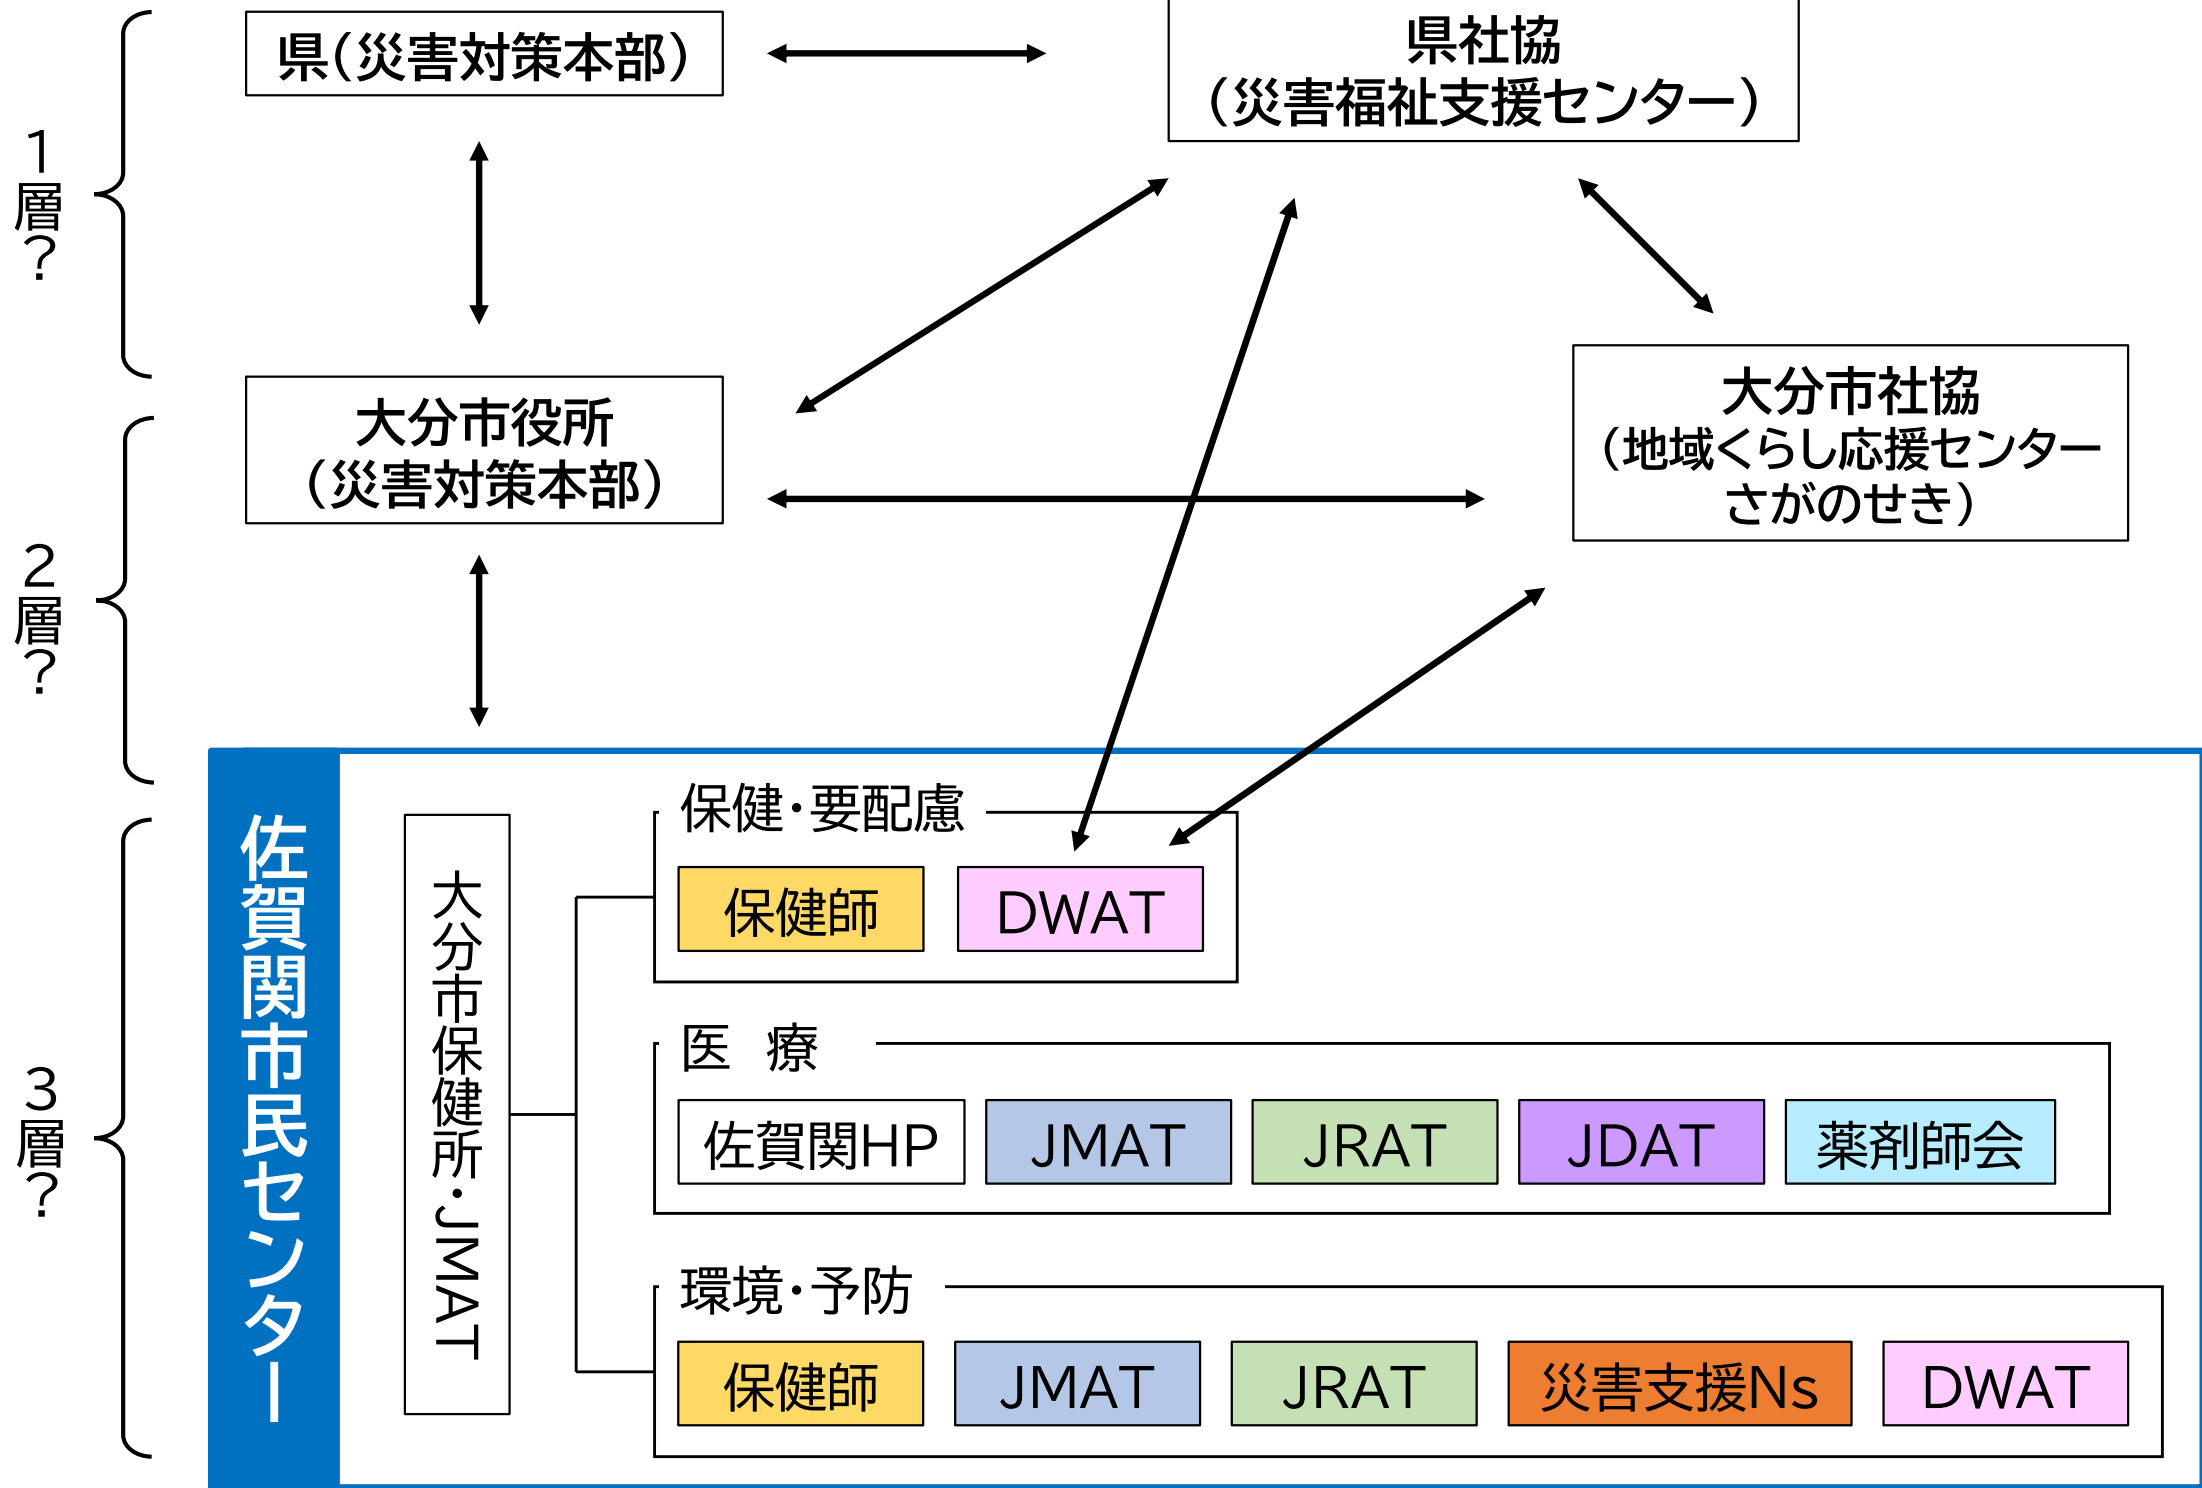 1層?
県(災害対策本部)
県社協
(災害福祉支援センター)
2層?
大分市役所
(災害対策本部)
大分市社協
(地域くらし応援センター
さがのせき)
3層?
佐賀関市民センター
大分市保健所・JMAT
保健・要配慮
保健師
DWAT
医 療
佐賀関HP
JMAT
JRAT
JDAT
薬剤師会
環境・予防
保健師
JMAT
JRAT
災害支援Ns
DWAT